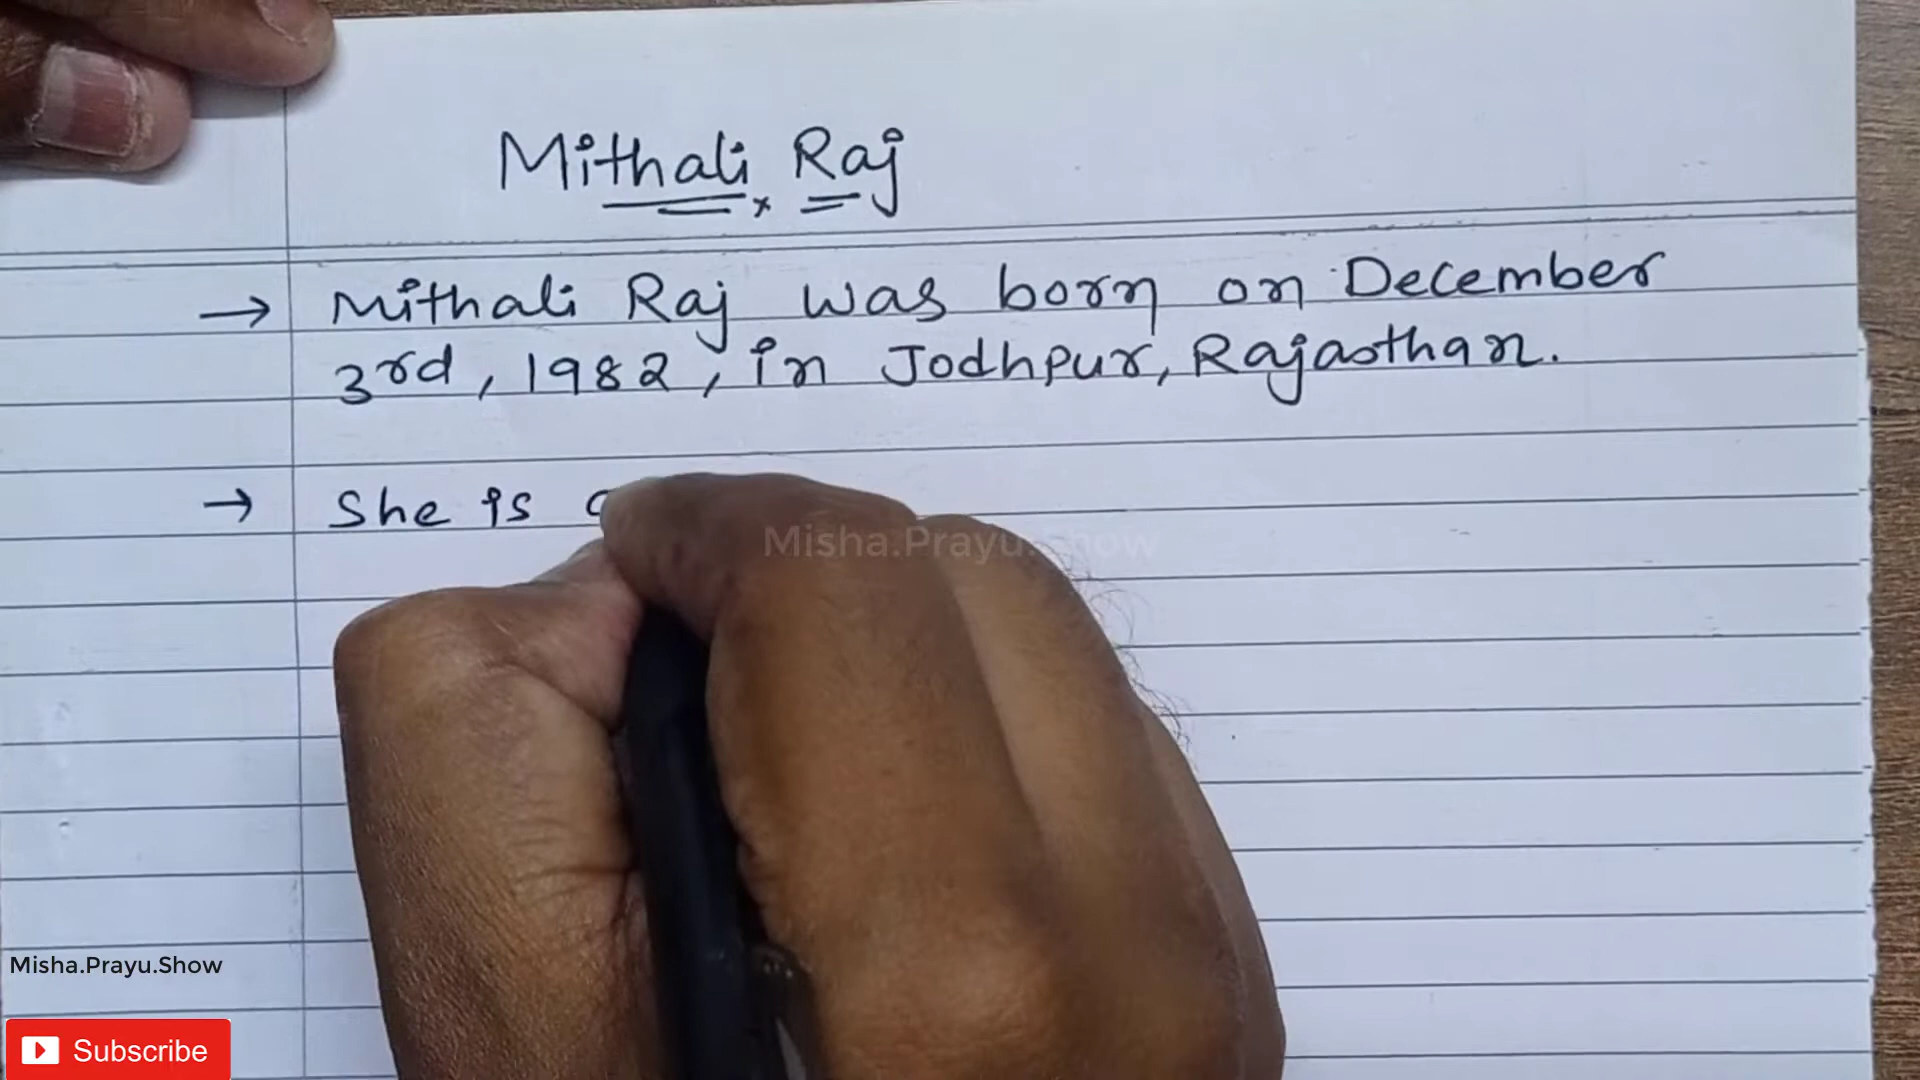 Mithali Raj
→ Mithali Raj was born on December
3rd, 1982, in Jodhpur, Rajasthan.
→ She is
Misha.Prayu.Show
Misha.Prayu.Show
Subscribe